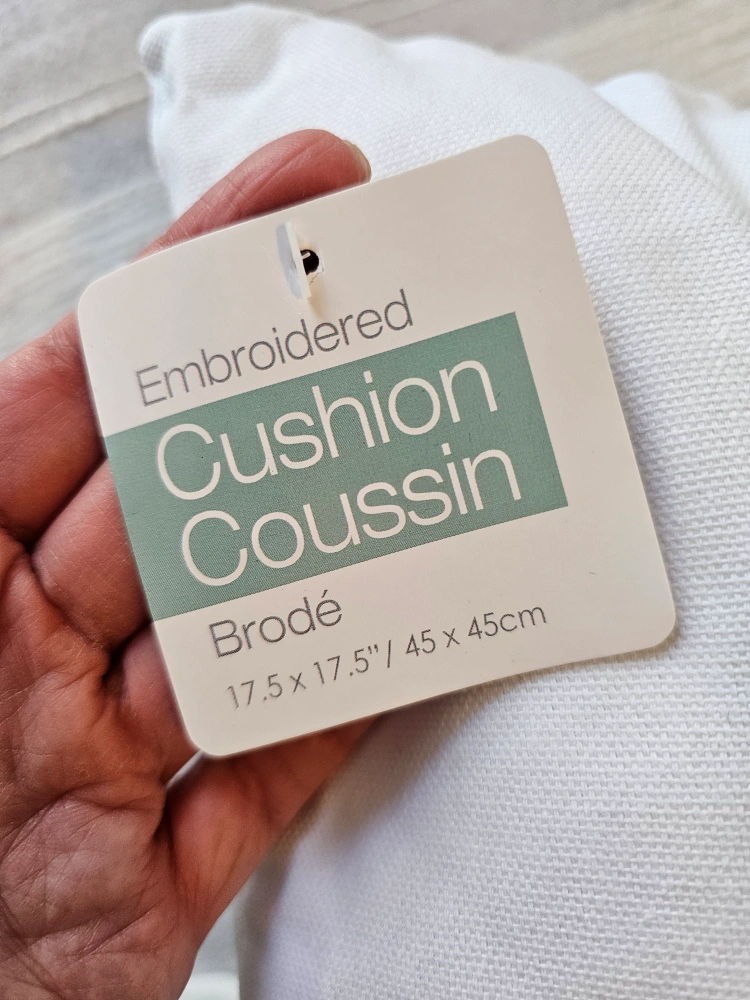 Embroidered
Cushion
Coussin
Brodé
17.5 x 17.5" / 45 x 45cm